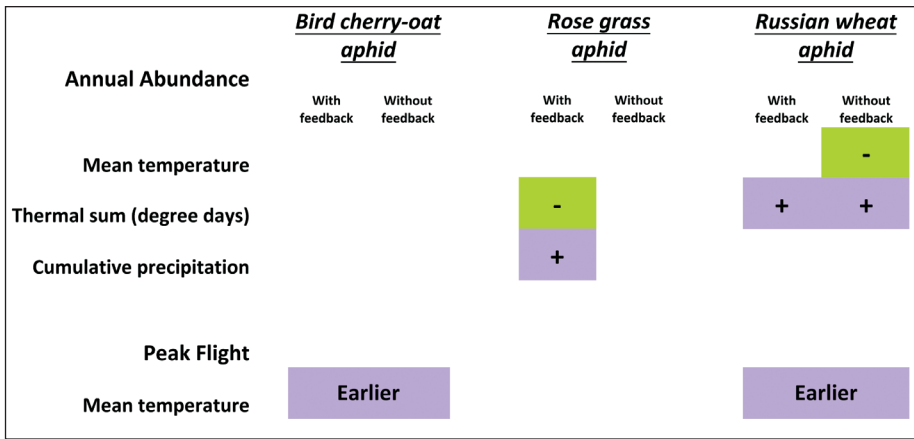 Bird cherry-oat aphid
Rose grass aphid
Russian wheat aphid
Annual Abundance
With feedback
Without feedback
With feedback
Without feedback
With feedback
Without feedback
Mean temperature
-
Thermal sum (degree days)
-
+
+
Cumulative precipitation
+
Peak Flight
Mean temperature
Earlier
Earlier